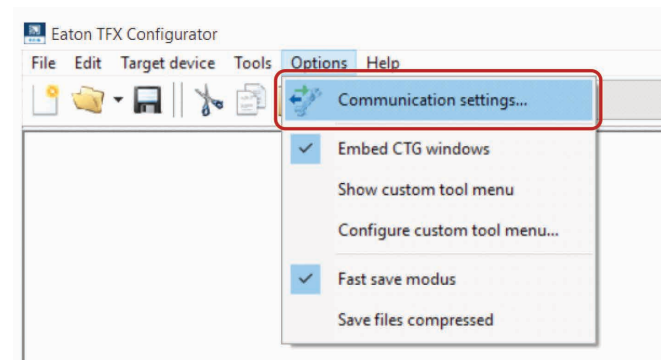 Eaton TFX Configurator
File Edit Target device Tools Options Help
Communication settings...
Embed CTG windows
Show custom tool menu
Configure custom tool menu...
Fast save modus
Save files compressed